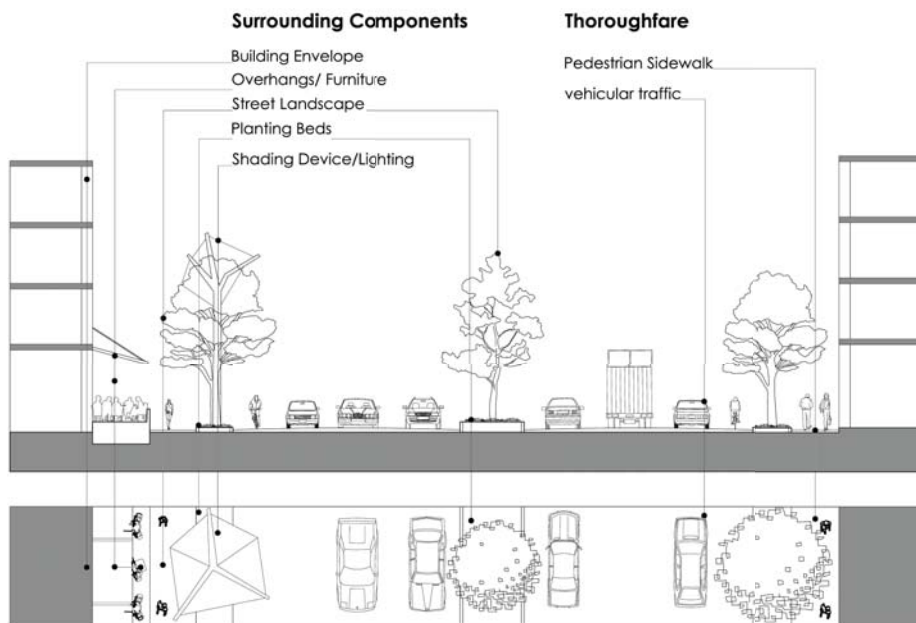 Surrounding Components
Building Envelope
Overhangs/ Furniture
Street Landscape
Planting Beds
Shading Device/Lighting
Thoroughfare
Pedestrian Sidewalk
vehicular traffic